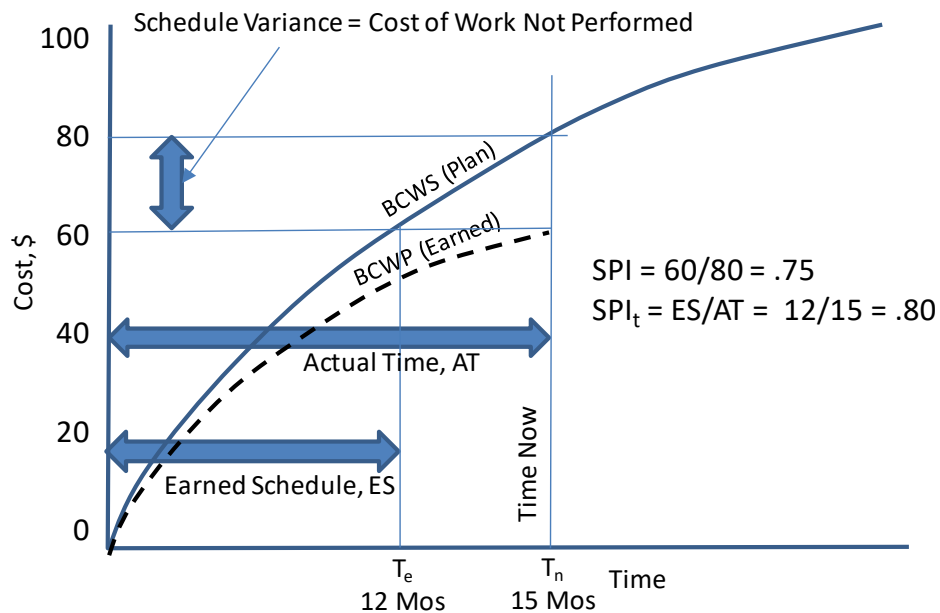 Schedule Variance = Cost of Work Not Performed
100
80
60
40
20
0
Cost, $
BCWS (Plan)
BCWP (Earned)
SPI = 60/80 = .75
SPIt = ES/AT = 12/15 = .80
Actual Time, AT
Earned Schedule, ES
Time Now
Te
12 Mos
Tn
15 Mos
Time